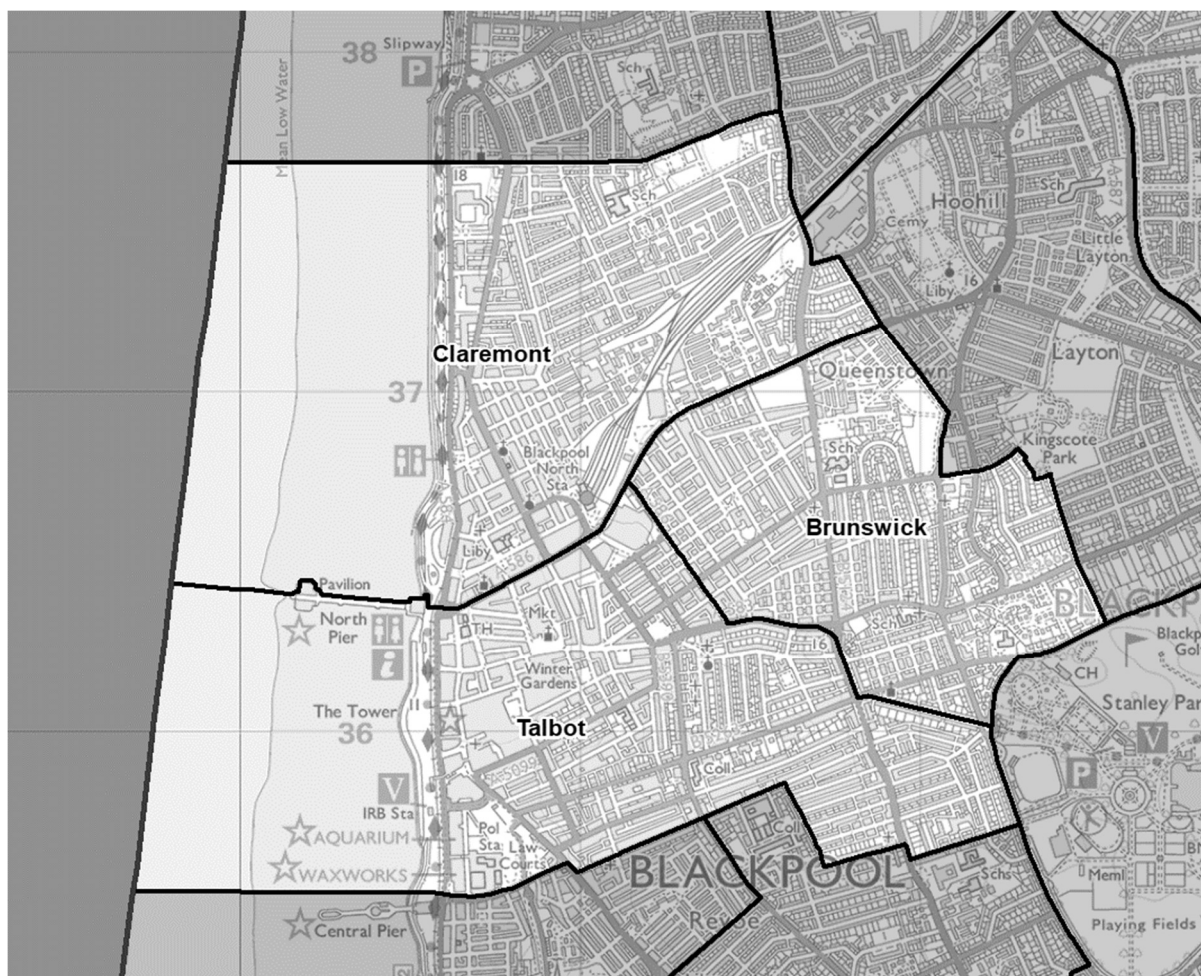 38
Slipway
P
Sch
Mean Low Water
18
Sch
Hoohill
Cemy
Sch
A587
Little
Layton
Liby
16
Claremont
Layton
Queenstown
37
Kingscote
Park
Blackpool
North
Sta
Sch
Brunswick
Liby
Pavilion
North
Pier
i
TH
Mkt
Sch
16
Winter
Gardens
CH
Stanley Par
The Tower
11
36
Talbot
V
P
V
A5099
Coll
IRB Sta
AQUARIUM
Pol
Sta
Law
Courts
Coll
WAXWORKS
BLACKPOOL
Schs
Meml
Revoe
Central Pier
Playing Fields